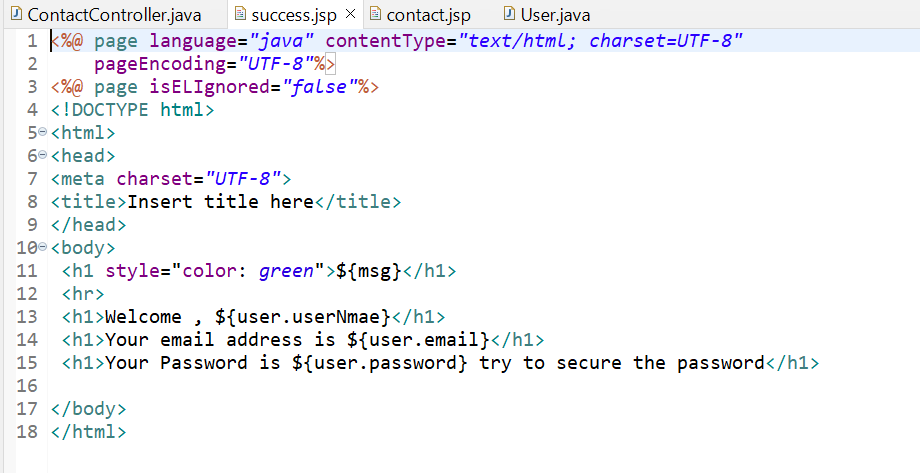 ContactController.java success.jsp contact.jsp User.java
1 <%@ page language="java" contentType="text/html; charset=UTF-8"
2     pageEncoding="UTF-8"%>
3 <%@ page isELIgnored="false"%>
4 <!DOCTYPE html>
5 <html>
6 <head>
7 <meta charset="UTF-8">
8 <title>Insert title here</title>
9 </head>
10 <body>
11  <h1 style="color: green">${msg}</h1>
12  <hr>
13  <h1>Welcome , ${user.userNmae}</h1>
14  <h1>Your email address is ${user.email}</h1>
15  <h1>Your Password is ${user.password} try to secure the password</h1>
16
17 </body>
18 </html>